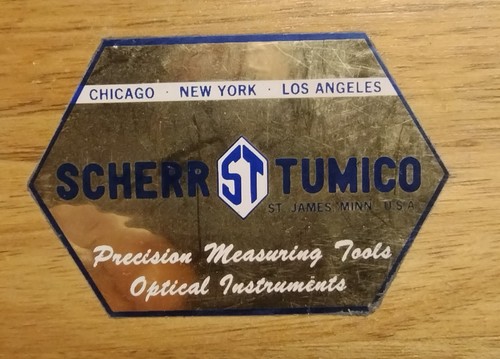 CHICAGO · NEW YORK · LOS ANGELES
SCHERR ST TUMICO
ST. JAMES, MINN. U.S.A.
Precision Measuring Tools
Optical Instruments